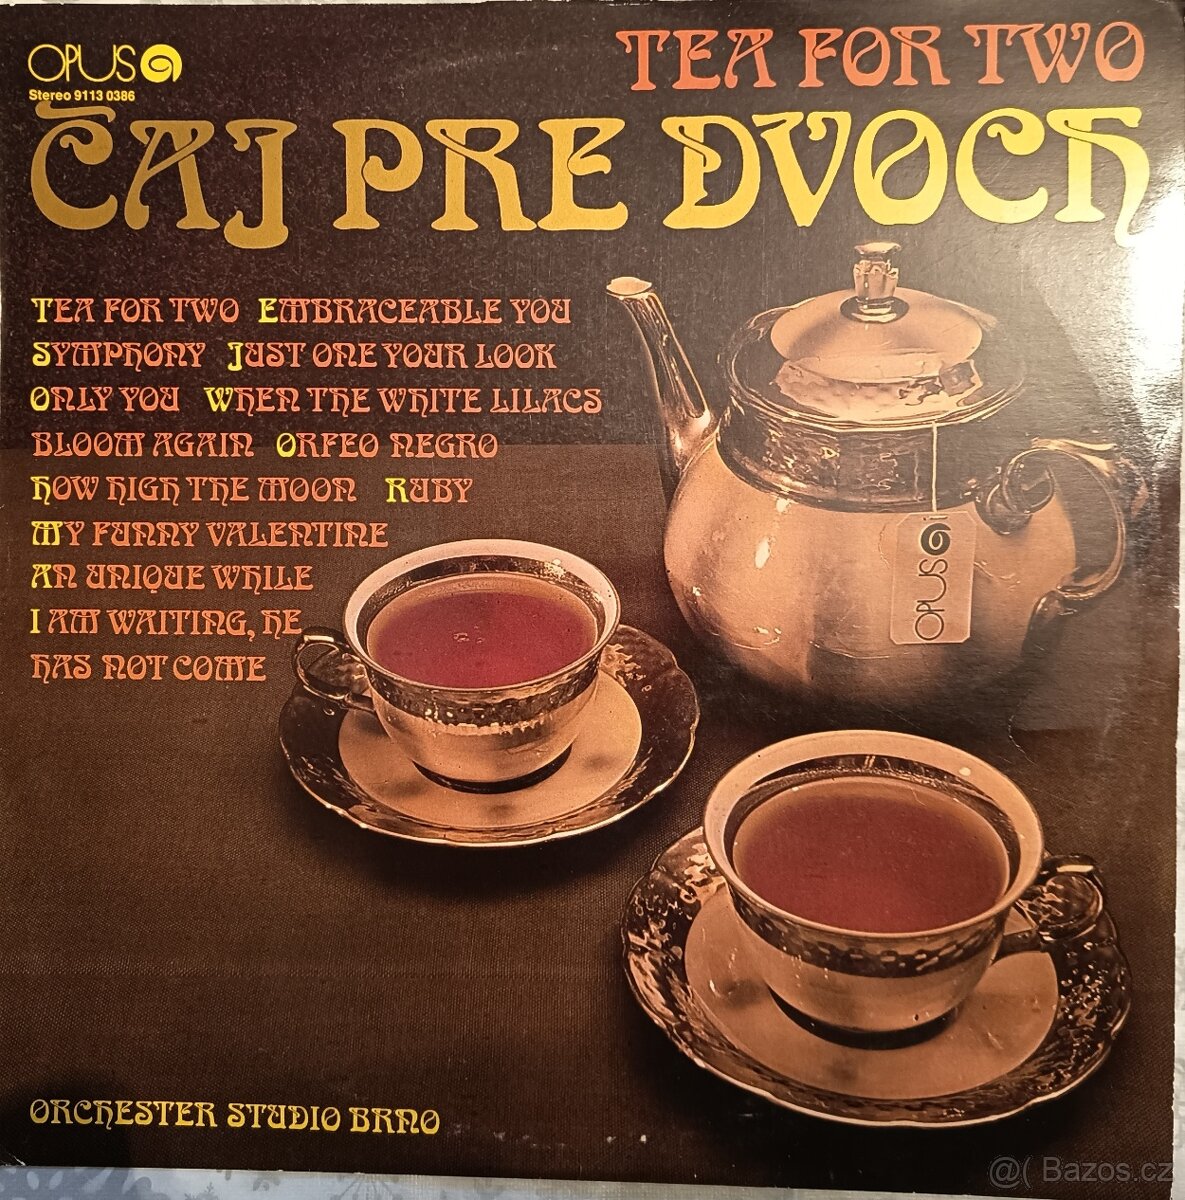 OPUS
Stereo 9113 0386
TEA FOR TWO
ČAJ PRE DVOCH
TEA FOR TWO EMBRACEABLE YOU
SYMPHONY JUST ONE YOUR LOOK
ONLY YOU WHEN THE WHITE LILACS
BLOOM AGAIN ORFEO NEGRO
HOW HIGH THE MOON RUBY
MY FUNNY VALENTINE
AN UNIQUE WHILE
I AM WAITING, HE
HAS NOT COME
OPUS
ORCHESTER STUDIO BRNO
@( Bazos.cz